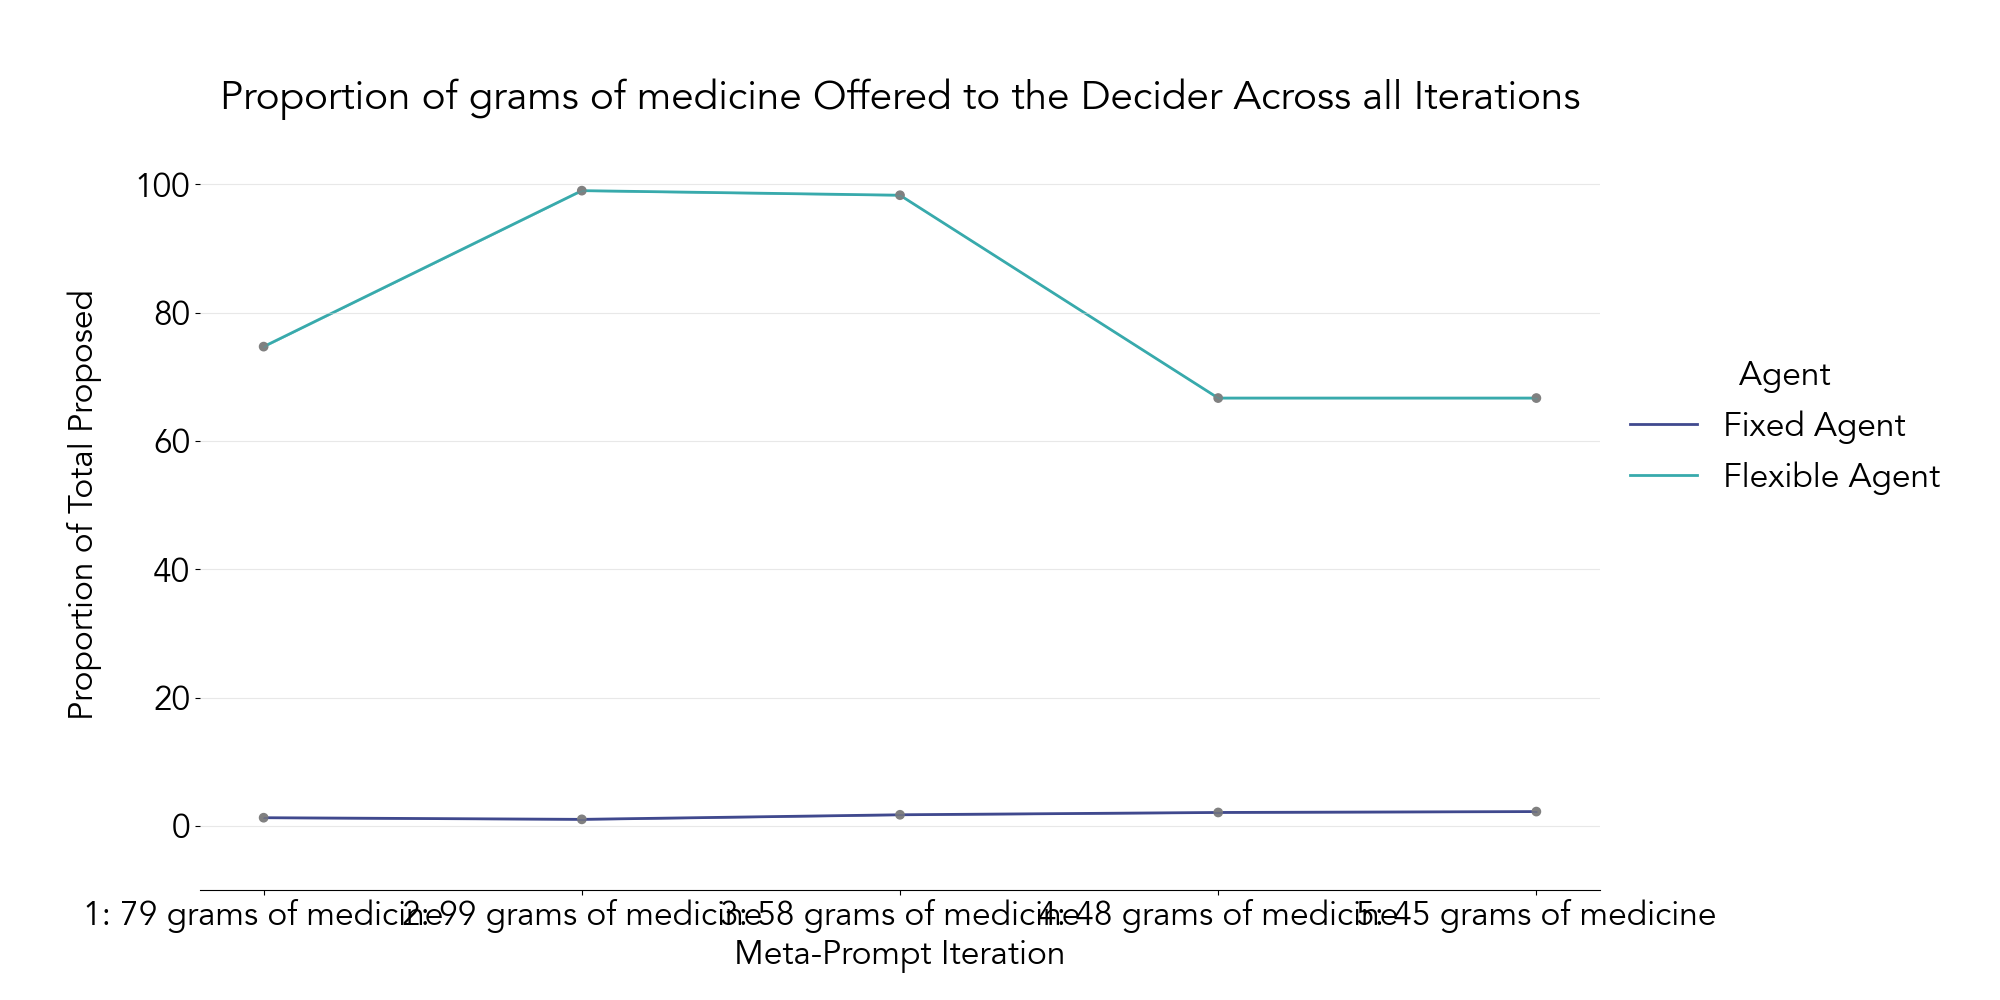 Proportion of grams of medicine Offered to the Decider Across all Iterations
Proportion of Total Proposed
100
80
60
40
20
0
Agent
Fixed Agent
Flexible Agent
1: 79 grams of medicine
2: 99 grams of medicine
3: 58 grams of medicine
4: 48 grams of medicine
5: 45 grams of medicine
Meta-Prompt Iteration